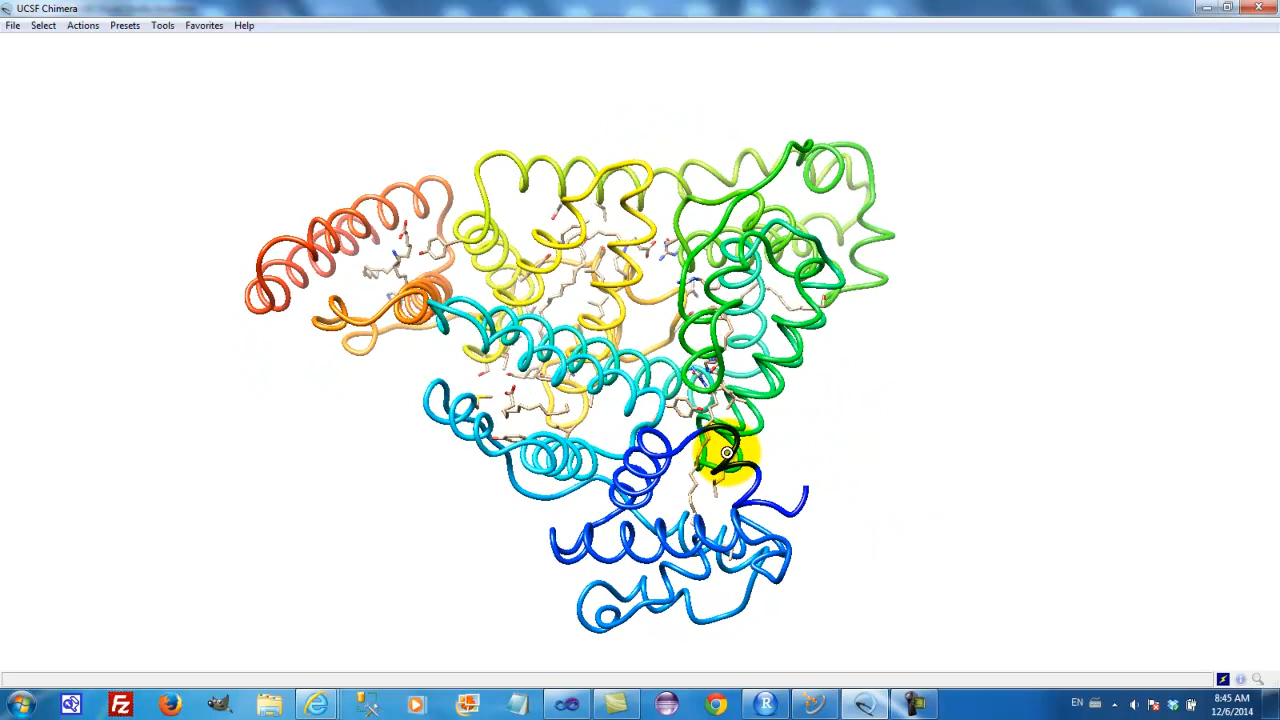 UCSF Chimera
File Select Actions Presets Tools Favorites Help
EN
8:45 AM
12/6/2014